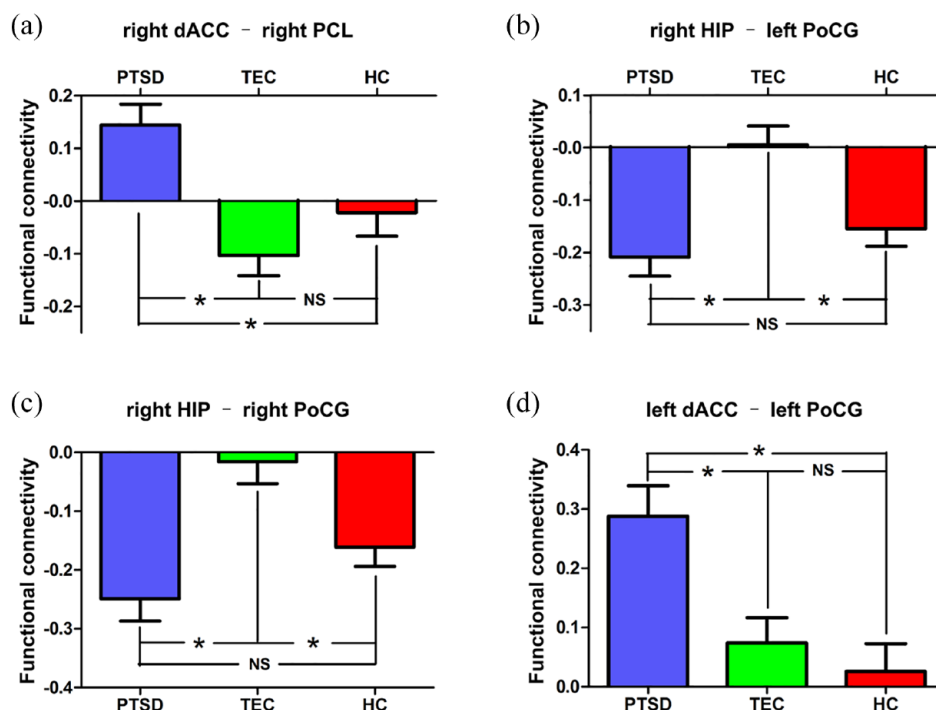 (a)
right dACC – right PCL
PTSD TEC HC
Functional connectivity
0.2
0.1
-0.0
-0.1
-0.2
* NS
*
(b)
right HIP – left PoCG
PTSD TEC HC
Functional connectivity
0.1
-0.0
-0.1
-0.2
-0.3
* *
NS
(c)
right HIP – right PoCG
Functional connectivity
0.0
-0.1
-0.2
-0.3
-0.4
* *
NS
PTSD TEC HC
(d)
left dACC – left PoCG
Functional connectivity
0.4
0.3
0.2
0.1
0.0
*
* NS
PTSD TEC HC